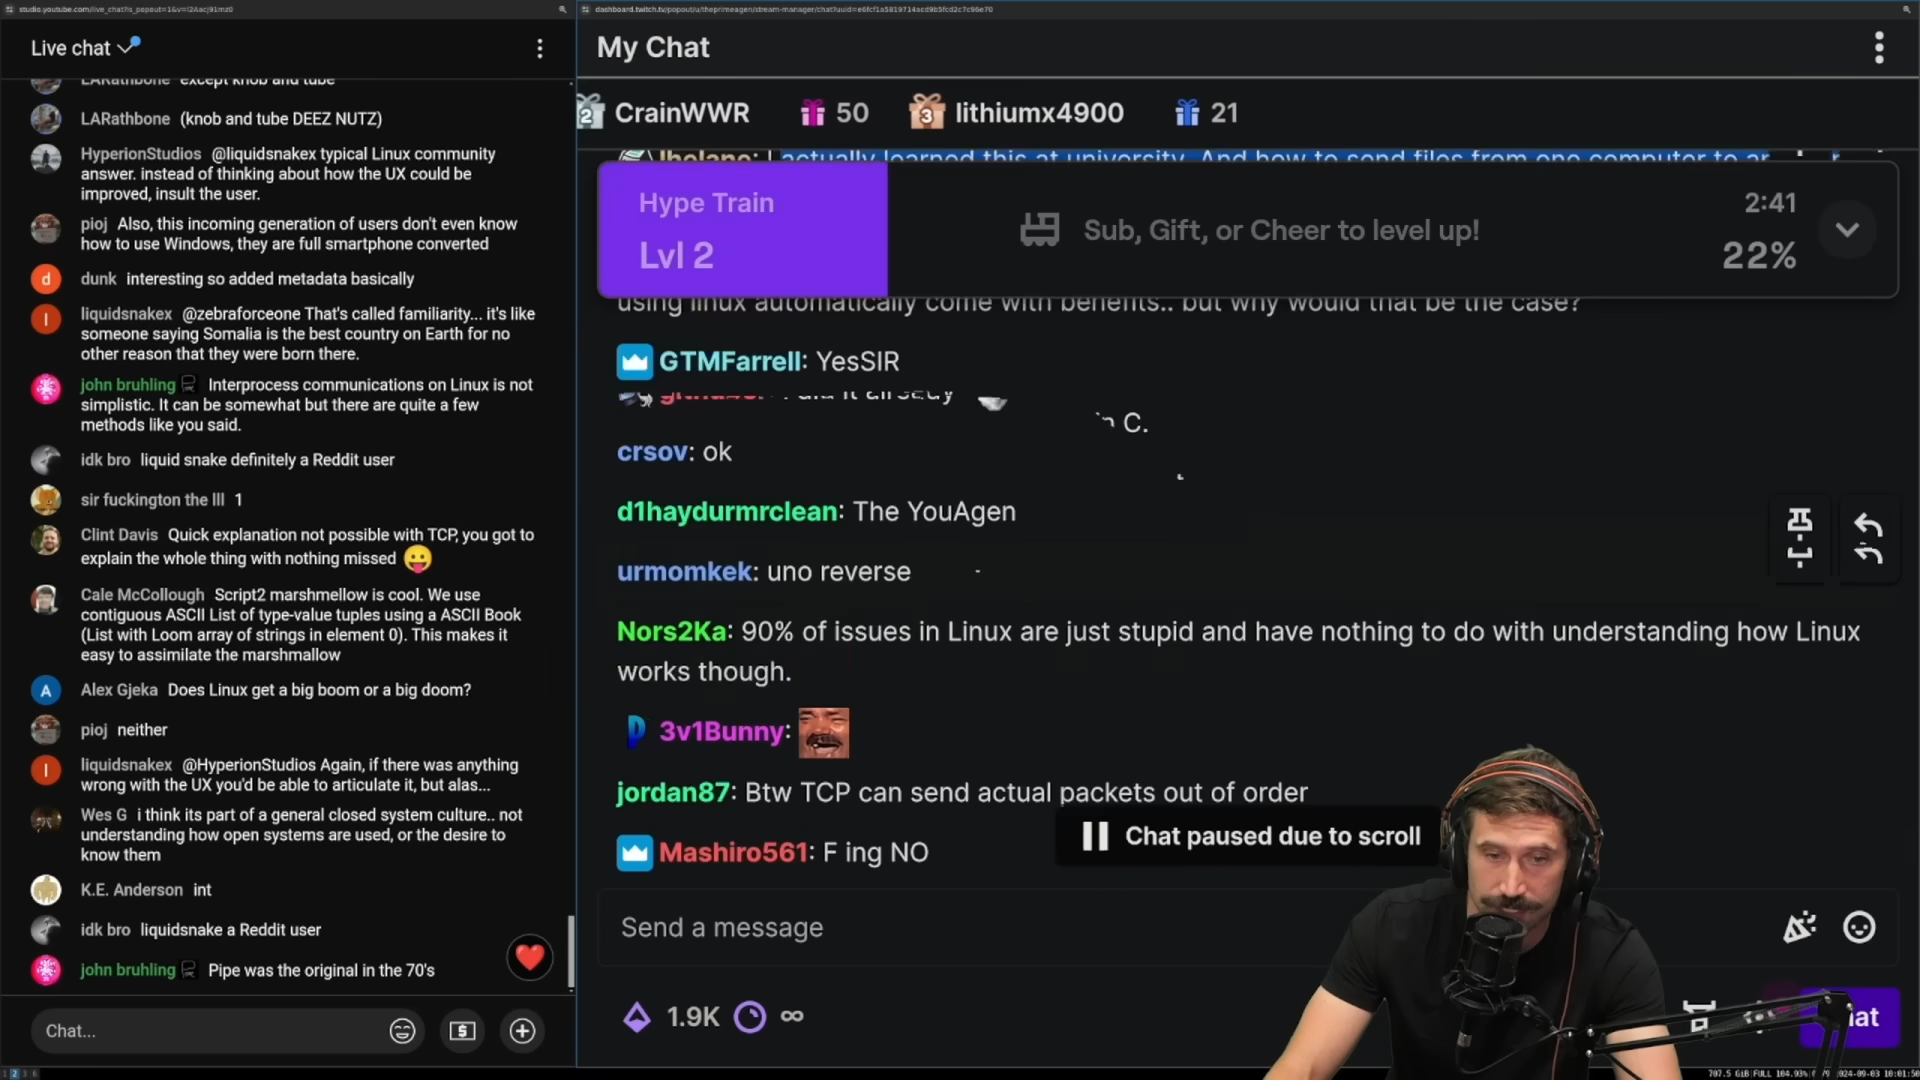 studio.youtube.com/live_chat?is_popout=1&v=l2Aacj91mz0
Live chat
LARathbone except knob and tube
LARathbone (knob and tube DEEZ NUTZ)
HyperionStudios @liquidsnakex typical Linux community
answer. instead of thinking about how the UX could be
improved, insult the user.
pioj Also, this incoming generation of users don't even know
how to use Windows, they are full smartphone converted
d dunk interesting so added metadata basically
l liquidsnakex @zebraforceone That's called familiarity... it's like
someone saying Somalia is the best country on Earth for no
other reason that they were born there.
john bruhling Interprocess communications on Linux is not
simplistic. It can be somewhat but there are quite a few
methods like you said.
idk bro liquid snake definitely a Reddit user
sir fuckington the lll 1
Clint Davis Quick explanation not possible with TCP, you got to
explain the whole thing with nothing missed 😛
Cale McCollough Script2 marshmellow is cool. We use
contiguous ASCII List of type-value tuples using a ASCII Book
(List with Loom array of strings in element 0). This makes it
easy to assimilate the marshmallow
A Alex Gjeka Does Linux get a big boom or a big doom?
pioj neither
l liquidsnakex @HyperionStudios Again, if there was anything
wrong with the UX you'd be able to articulate it, but alas...
Wes G i think its part of a general closed system culture.. not
understanding how open systems are used, or the desire to
know them
K.E. Anderson int
idk bro liquidsnake a Reddit user
john bruhling Pipe was the original in the 70's
Chat...
My Chat
2 CrainWWR 50 3 lithiumx4900 21
actually learned this at university. And how to send files from one computer to
Hype Train
Lvl 2
Sub, Gift, or Cheer to level up!
2:41
22%
using linux automatically come with benefits.. but why would that be the case?
GTMFarrell: YesSIR
did it already
C.
crsov: ok
d1haydurmrclean: The YouAgen
urmomkek: uno reverse
Nors2Ka: 90% of issues in Linux are just stupid and have nothing to do with understanding how Linux
works though.
3v1Bunny:
jordan87: Btw TCP can send actual packets out of order
Mashiro561: F ing NO
Chat paused due to scroll
Send a message
1.9K ∞
2024-09-03 10:01:50